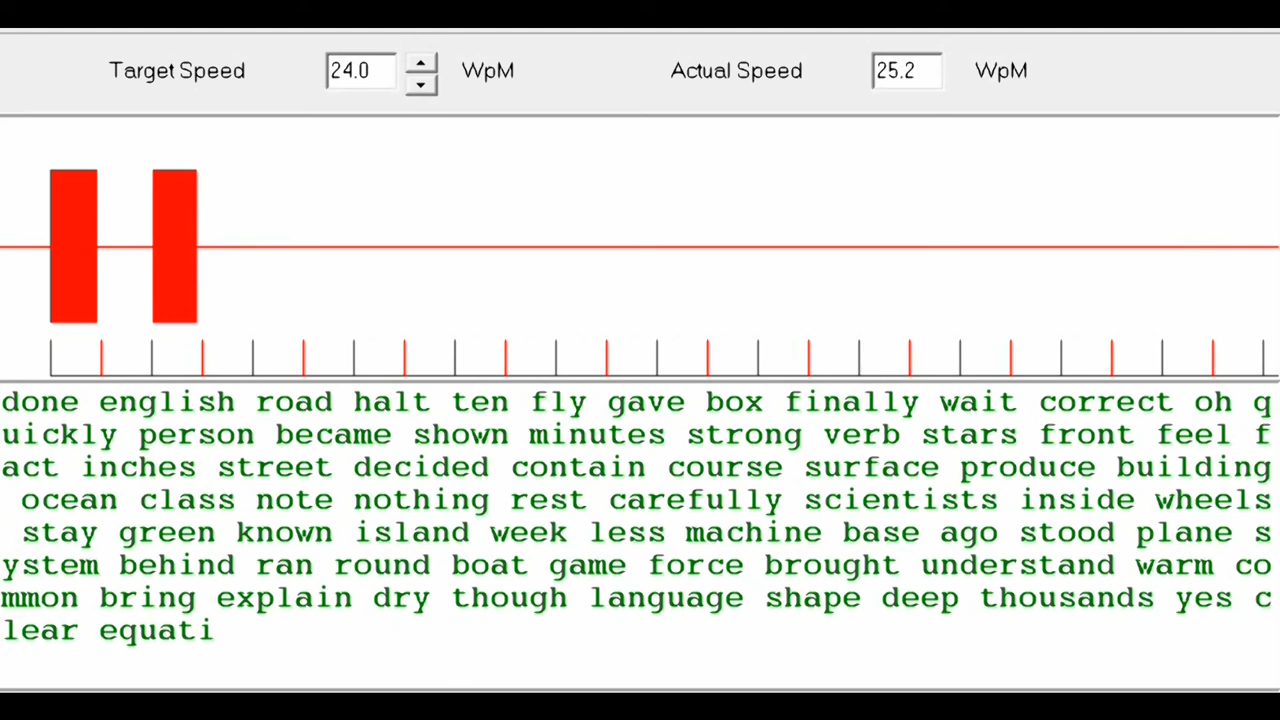 Target Speed 24.0 WpM Actual Speed 25.2 WpM
done english road halt ten fly gave box finally wait correct oh q
uickly person became shown minutes strong verb stars front feel f
act inches street decided contain course surface produce building
ocean class note nothing rest carefully scientists inside wheels
stay green known island week less machine base ago stood plane s
ystem behind ran round boat game force brought understand warm co
mmon bring explain dry though language shape deep thousands yes c
lear equati